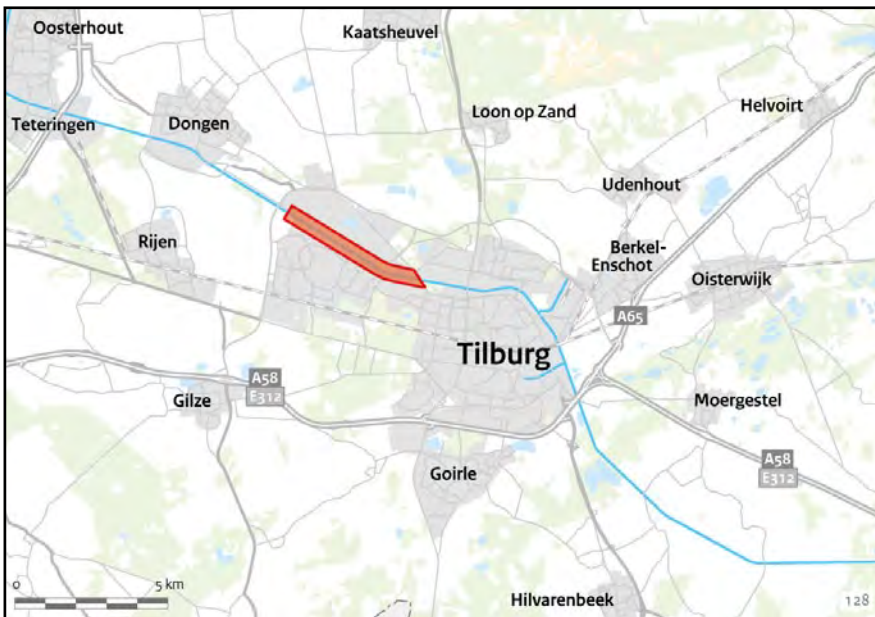 Oosterhout
Kaatsheuvel
Teteringen
Dongen
Loon op Zand
Helvoirt
Udenhout
Rijen
Berkel-
Enschot
Oisterwijk
A65
Tilburg
A58
E312
Gilze
Moergestel
Goirle
A58
E312
0
5 km
Hilvarenbeek
128